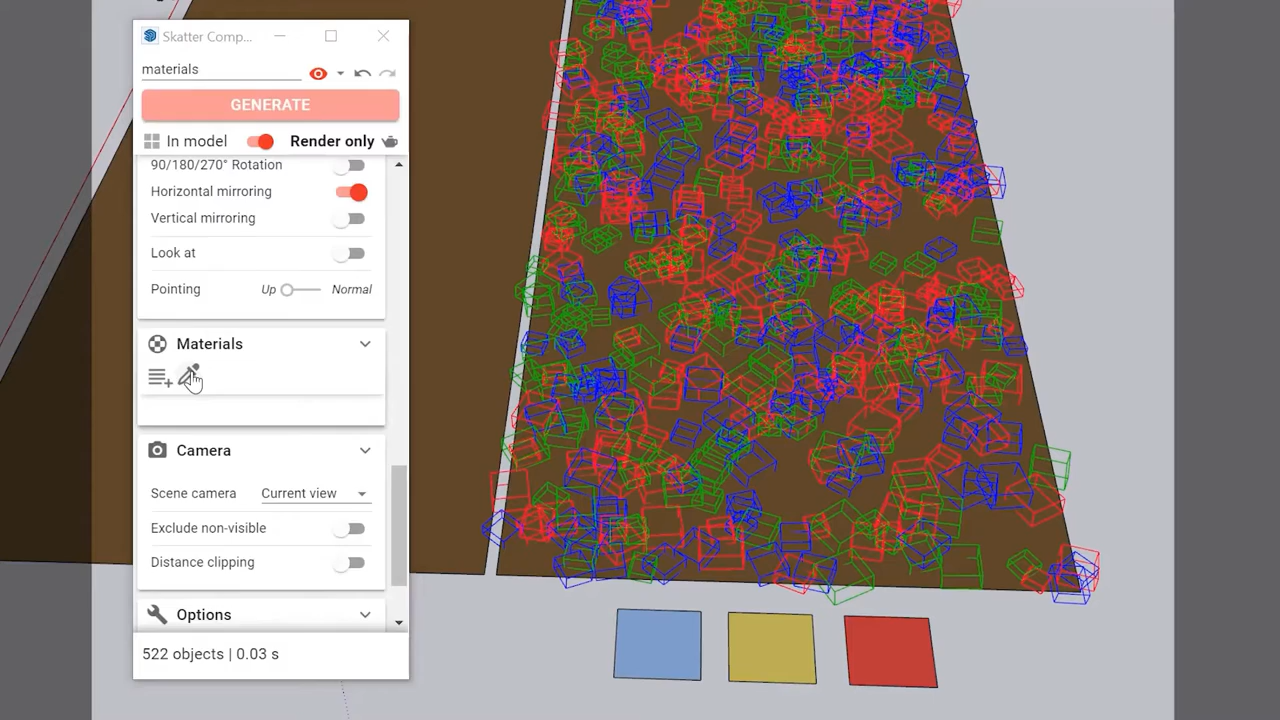 Skatter Comp...
materials
GENERATE
In model
Render only
90/180/270° Rotation
Horizontal mirroring
Vertical mirroring
Look at
Pointing Up Normal
Materials
Camera
Scene camera Current view
Exclude non-visible
Distance clipping
Options
522 objects | 0.03 s